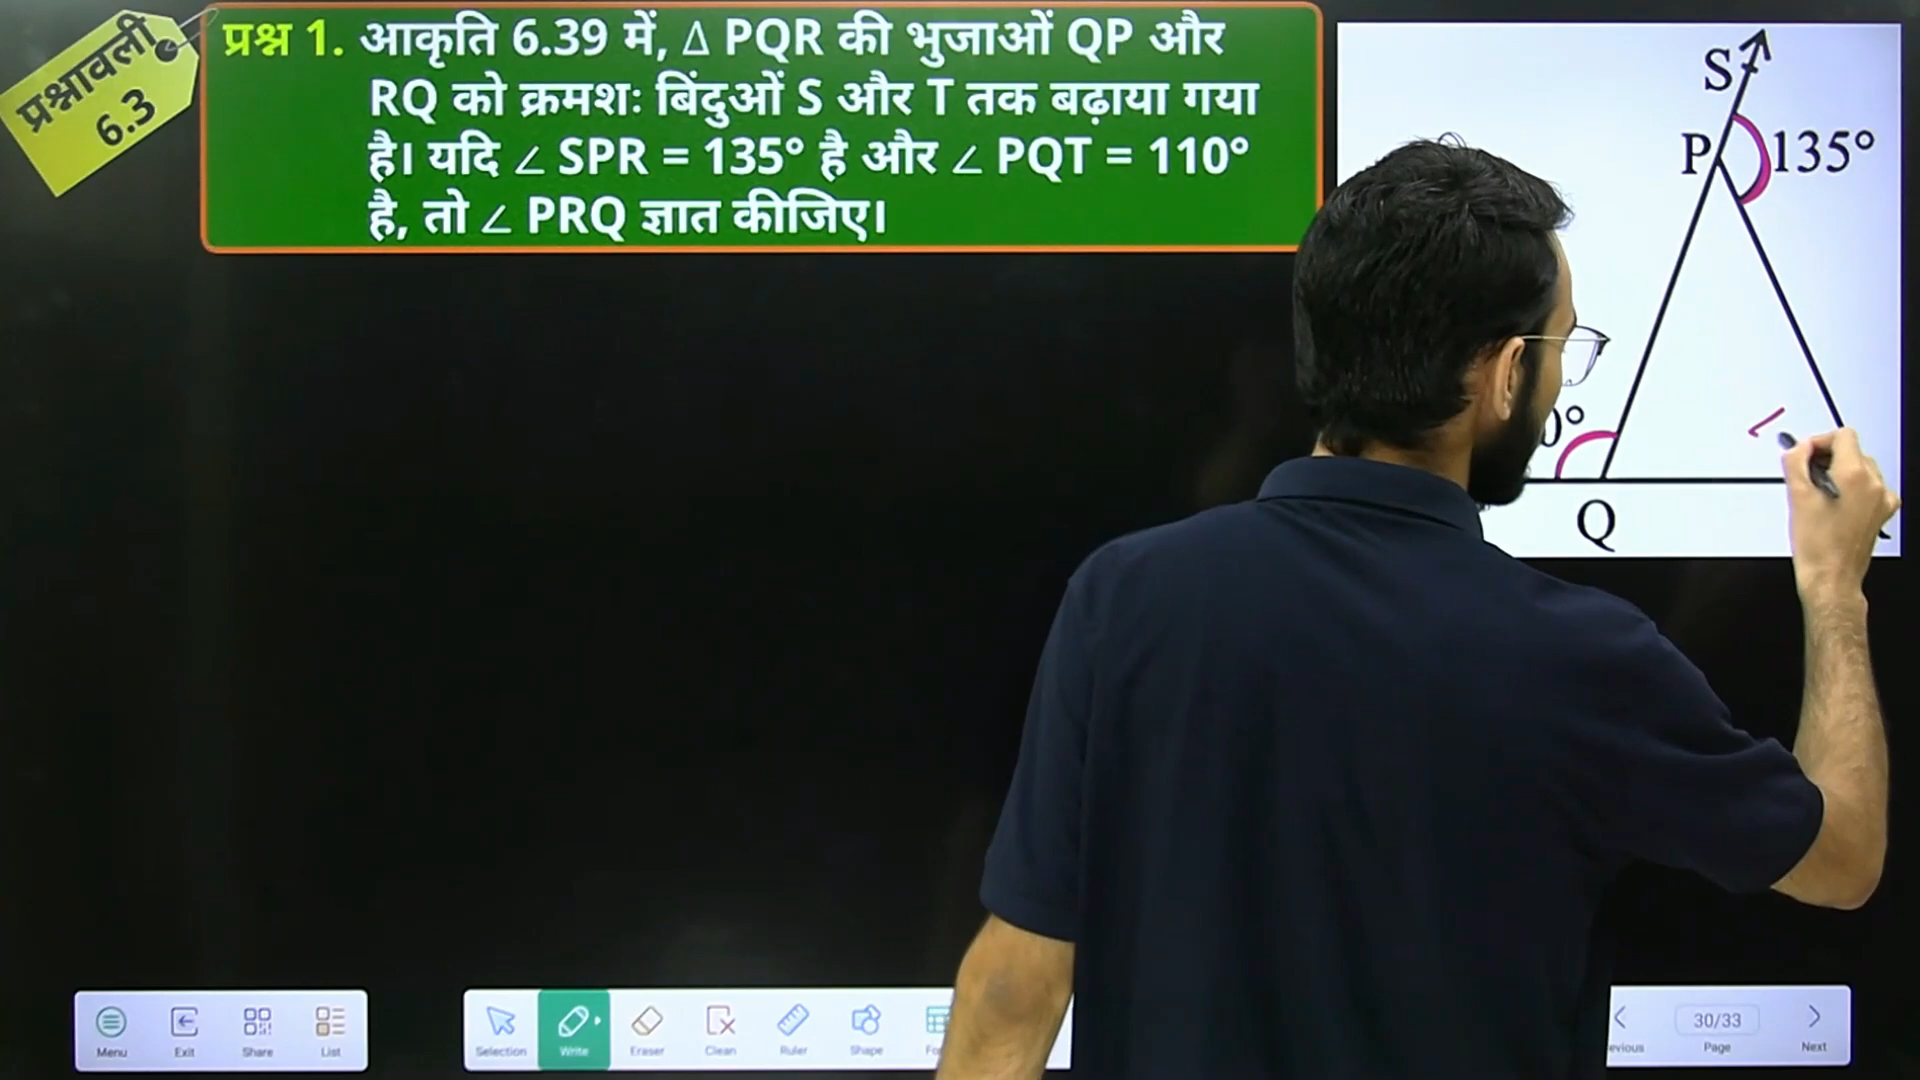 प्रश्नावली
6.3
प्रश्न 1. आकृति 6.39 में, Δ PQR की भुजाओं QP और
RQ को क्रमशः बिंदुओं S और T तक बढ़ाया गया
है। यदि ∠ SPR = 135° है और ∠ PQT = 110°
है, तो ∠ PRQ ज्ञात कीजिए।
S
P 135°
0°
Q
Menu Exit Share List
Selection Write Eraser Clean Ruler Shape
30/33
Page Next